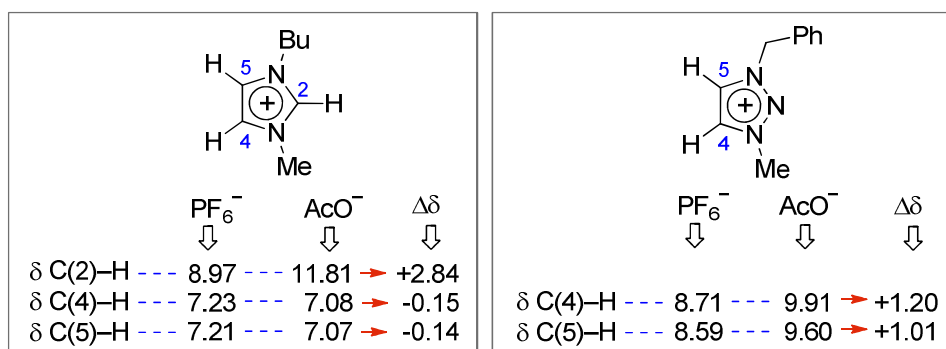 Bu
H 5 N
2 H
+
H 4 N
Me
PF6− AcO− Δδ
δ C(2)–H 8.97 11.81 +2.84
δ C(4)–H 7.23 7.08 -0.15
δ C(5)–H 7.21 7.07 -0.14
Ph
H 5 N
+ N
H 4 N
Me
PF6− AcO− Δδ
δ C(4)–H 8.71 9.91 +1.20
δ C(5)–H 8.59 9.60 +1.01